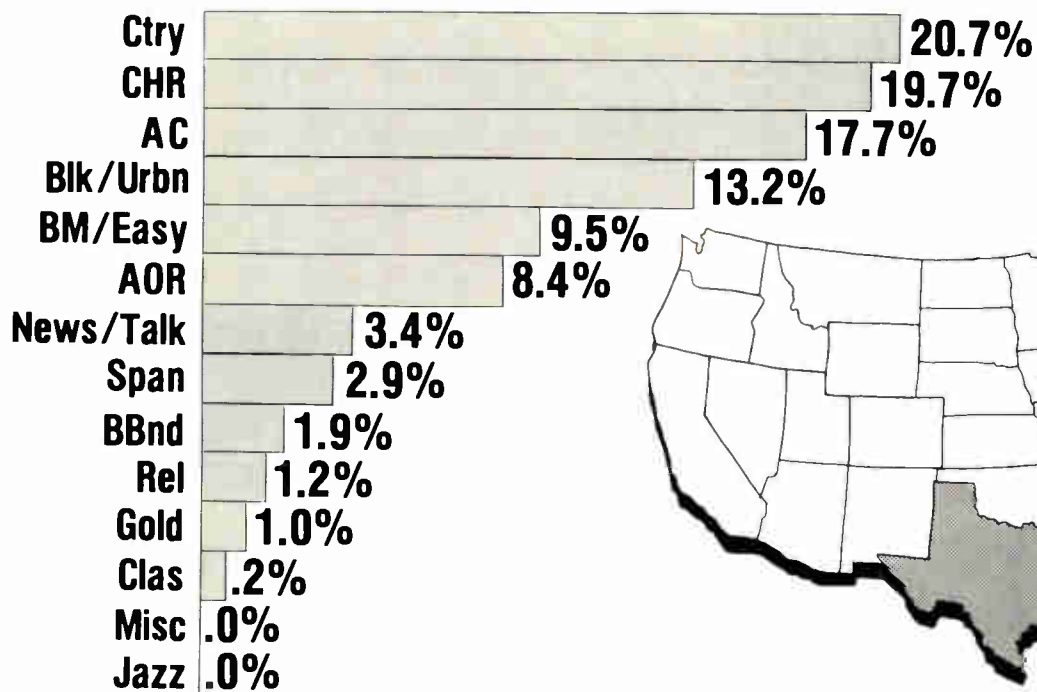 Ctry 20.7%
CHR 19.7%
AC 17.7%
Blk/Urbn 13.2%
BM/Easy 9.5%
AOR 8.4%
News/Talk 3.4%
Span 2.9%
BBnd 1.9%
Rel 1.2%
Gold 1.0%
Clas .2%
Misc .0%
Jazz .0%